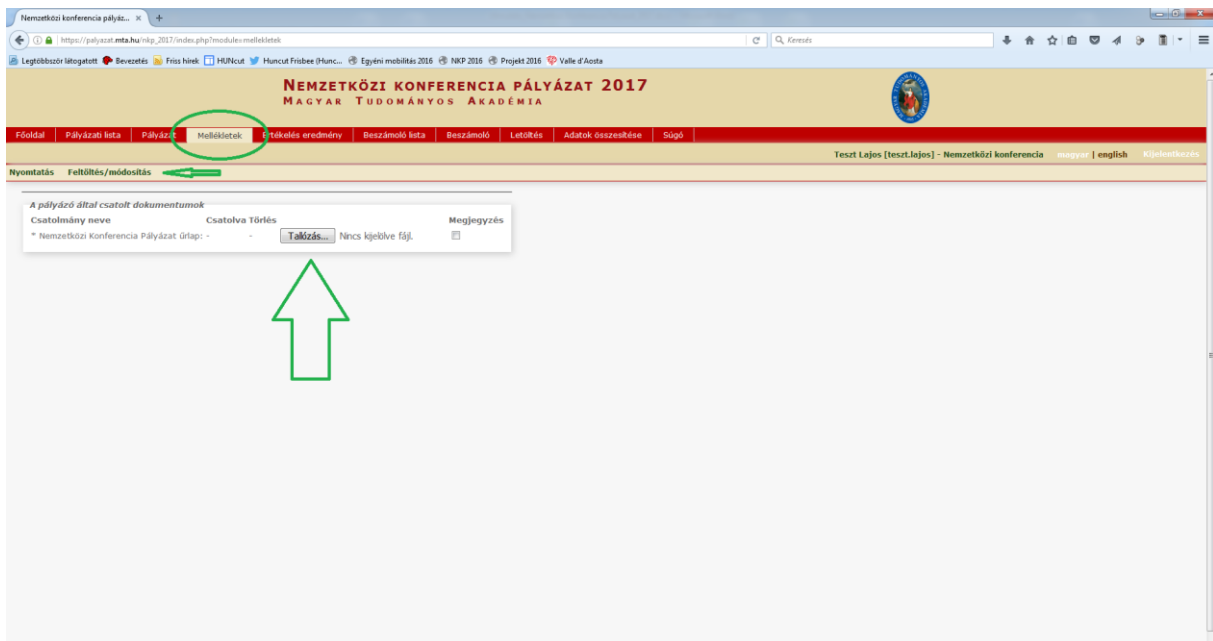 Nemzetközi konferencia pályáz... × +
https://palyazat.mta.hu/nkp_2017/index.php?module=mellekletek Keresés
Legtöbbször látogatott Bevezetés Friss hírek HUNcut Huncut Frisbee (Hunc... Egyéni mobilitás 2016 NKP 2016 Projekt 2016 Valle d'Aosta
NEMZETKÖZI KONFERENCIA PÁLYÁZAT 2017
MAGYAR TUDOMÁNYOS AKADÉMIA
Főoldal Pályázati lista Pályázat Mellékletek Értékelés eredmény Beszámoló lista Beszámoló Letöltés Adatok összesítése Súgó
Teszt Lajos [teszt.lajos] - Nemzetközi konferencia magyar | english Kijelentkezés
Nyomtatás Feltöltés/módosítás
A pályázó által csatolt dokumentumok
Csatolmány neve Csatolva Törlés Megjegyzés
* Nemzetközi Konferencia Pályázat űrlap: - - Tallózás... Nincs kijelölve fájl.